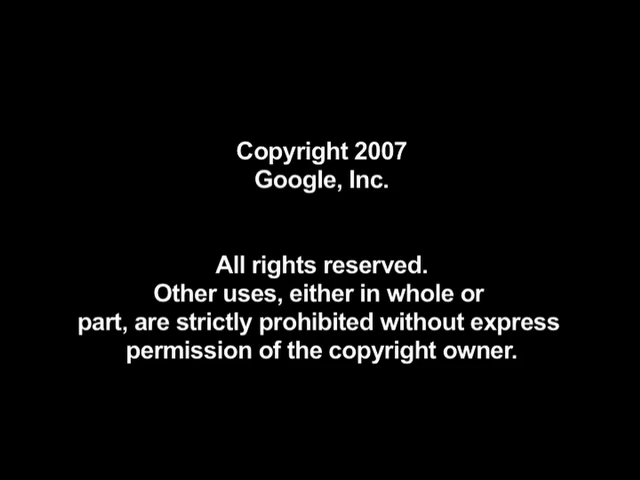 Copyright 2007
Google, Inc.
All rights reserved.
Other uses, either in whole or
part, are strictly prohibited without express
permission of the copyright owner.